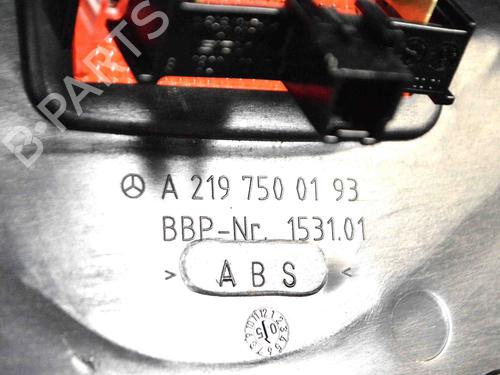 B-PARTS
A 219 750 01 93
BBP-Nr. 1531.01
> ABS <